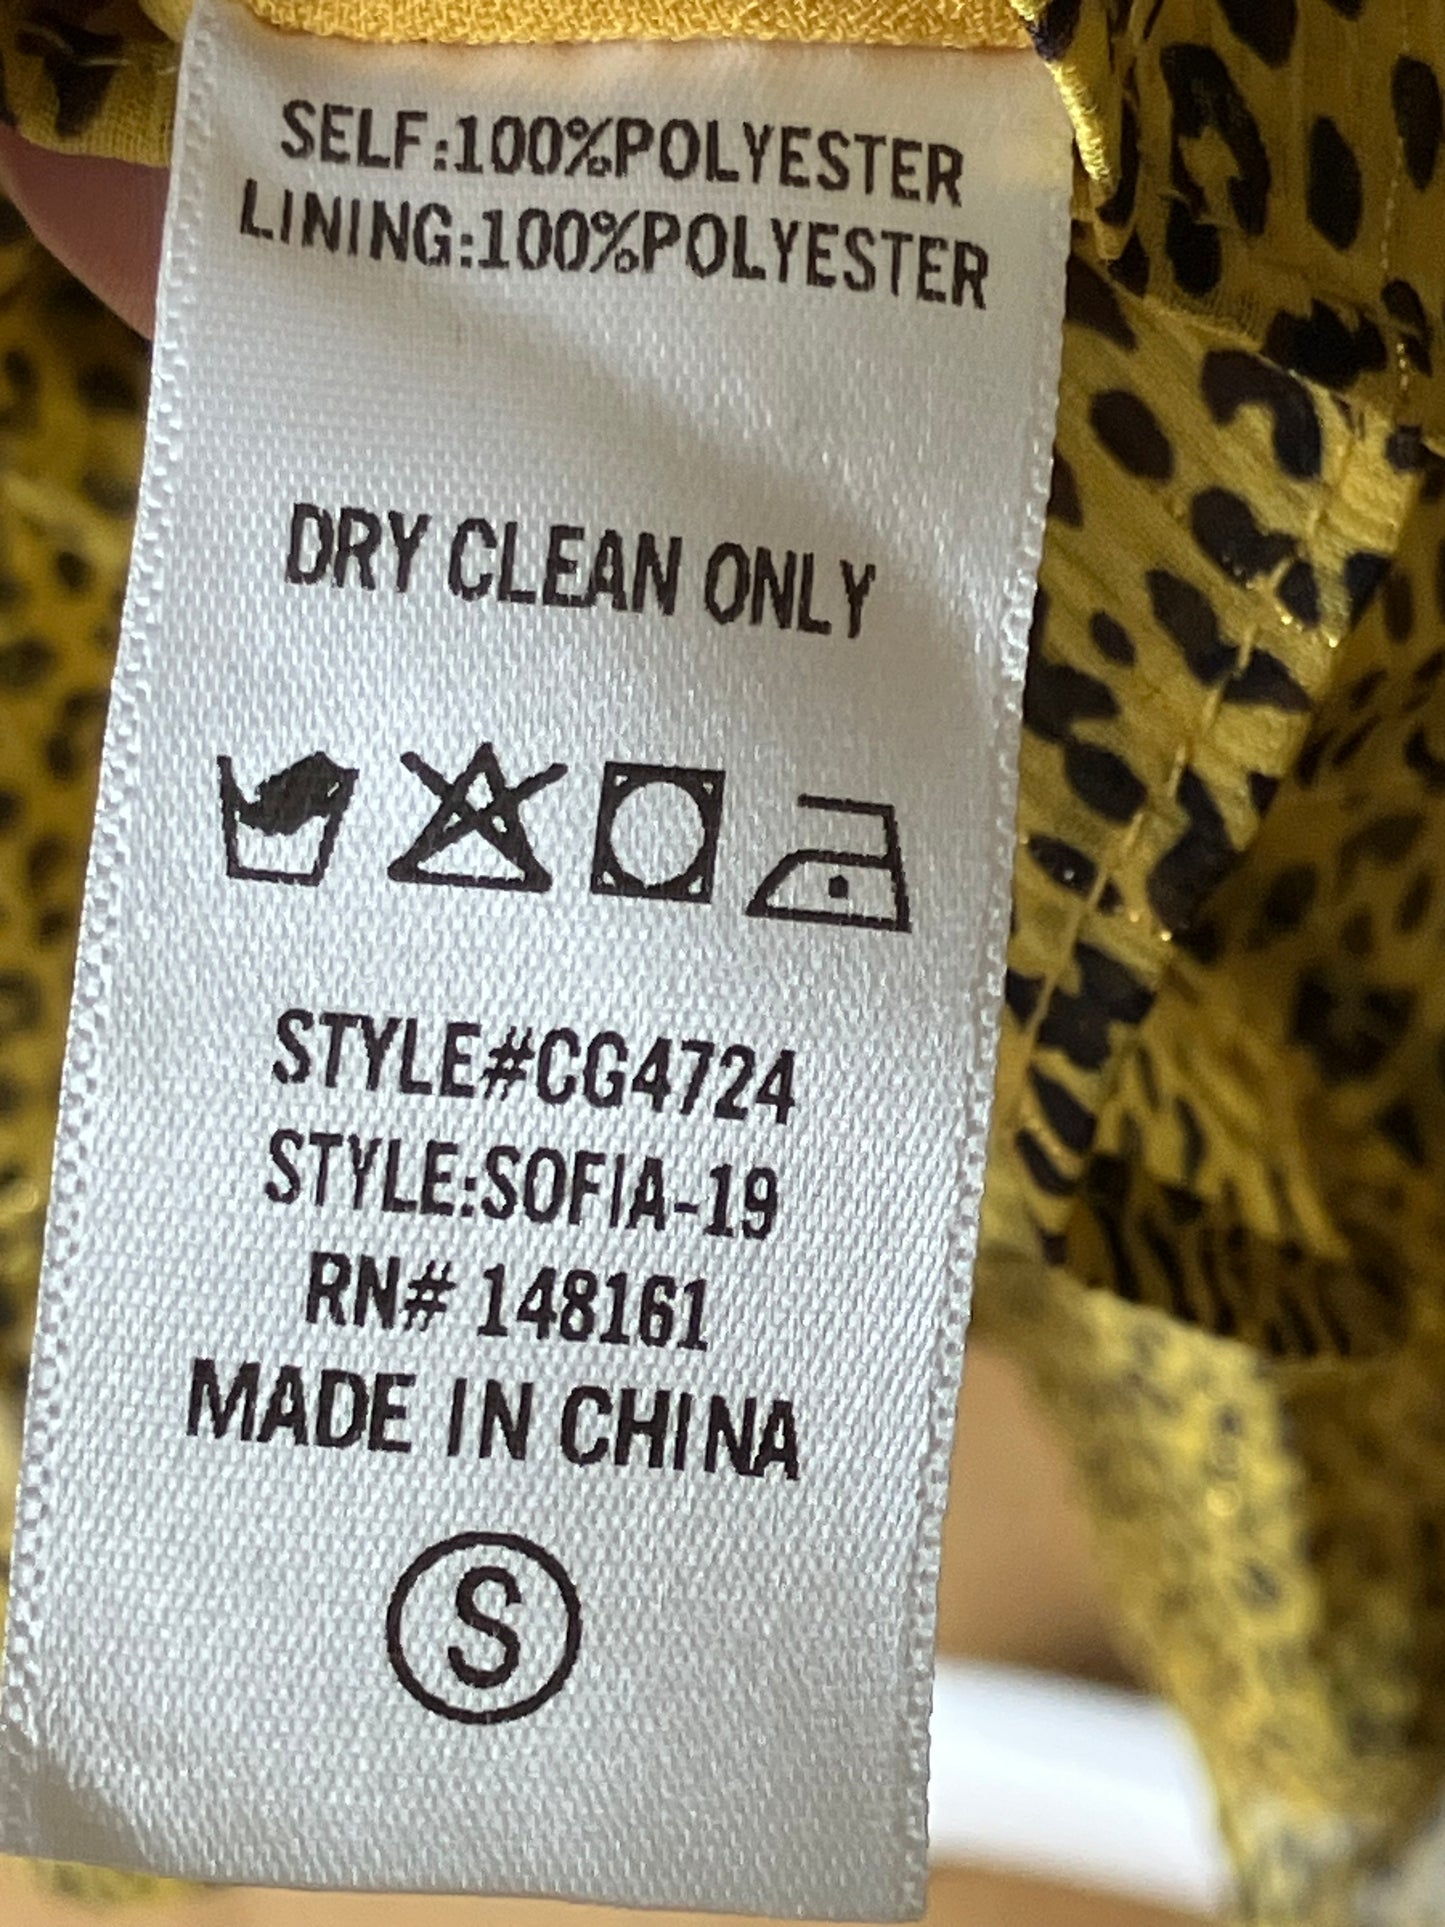 SELF:100%POLYESTER
LINING:100%POLYESTER
DRY CLEAN ONLY
STYLE#CG4724
STYLE:SOFIA-19
RN# 148161
MADE IN CHINA
S